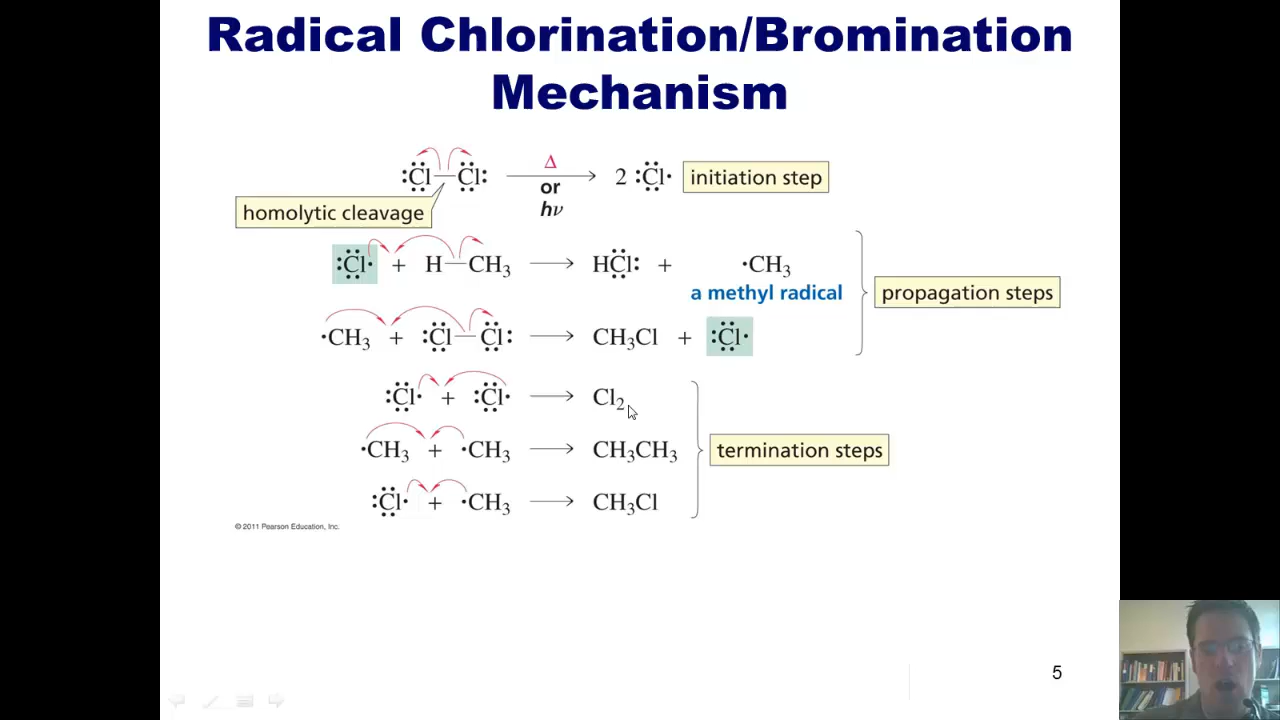 Radical Chlorination/Bromination
Mechanism
:Cl—Cl: Δ or hν → 2 :Cl· initiation step
homolytic cleavage
:Cl· + H—CH₃ → HCl: + ·CH₃
a methyl radical
propagation steps
·CH₃ + :Cl—Cl: → CH₃Cl + :Cl·
:Cl· + :Cl· → Cl₂
·CH₃ + ·CH₃ → CH₃CH₃ termination steps
:Cl· + ·CH₃ → CH₃Cl
© 2011 Pearson Education, Inc.
5